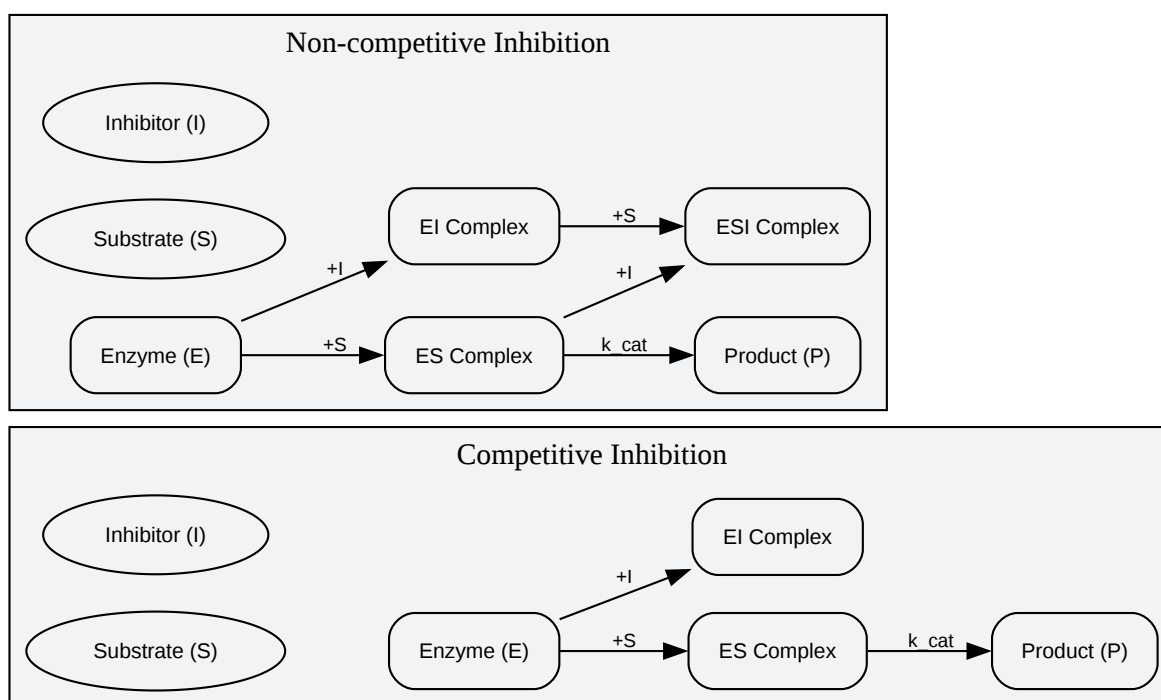 Non-competitive Inhibition
Inhibitor (I)
Substrate (S)
EI Complex
+S
ESI Complex
+I
+I
Enzyme (E)
+S
ES Complex
k_cat
Product (P)
Competitive Inhibition
Inhibitor (I)
EI Complex
+I
Substrate (S)
Enzyme (E)
+S
ES Complex
k_cat
Product (P)